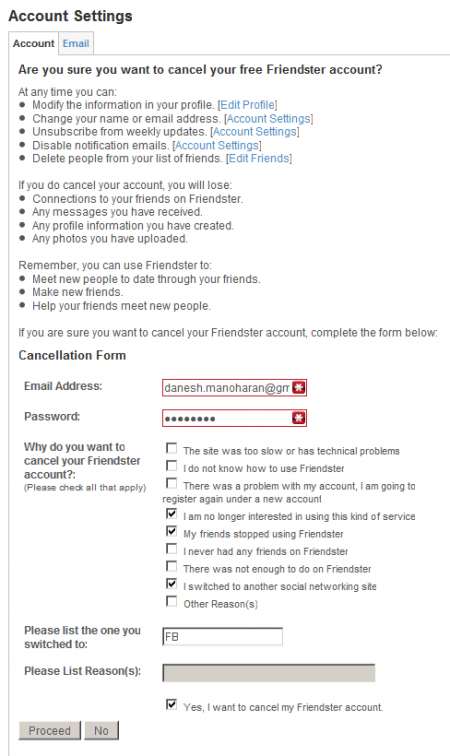 Account Settings
Account Email
Are you sure you want to cancel your free Friendster account?
At any time you can:
Modify the information in your profile. [Edit Profile]
Change your name or email address. [Account Settings]
Unsubscribe from weekly updates. [Account Settings]
Disable notification emails. [Account Settings]
Delete people from your list of friends. [Edit Friends]
If you do cancel your account, you will lose:
Connections to your friends on Friendster.
Any messages you have received.
Any profile information you have created.
Any photos you have uploaded.
Remember, you can use Friendster to:
Meet new people to date through your friends.
Make new friends.
Help your friends meet new people.
If you are sure you want to cancel your Friendster account, complete the form below:
Cancellation Form
Email Address: danesh.manoharan@gm
Password:
Why do you want to
cancel your Friendster
account?:
(Please check all that apply)
The site was too slow or has technical problems
I do not know how to use Friendster
There was a problem with my account, I am going to
register again under a new account
I am no longer interested in using this kind of service
My friends stopped using Friendster
I never had any friends on Friendster
There was not enough to do on Friendster
I switched to another social networking site
Other Reason(s)
Please list the one you
switched to:
FB
Please List Reason(s):
Yes, I want to cancel my Friendster account.
Proceed No